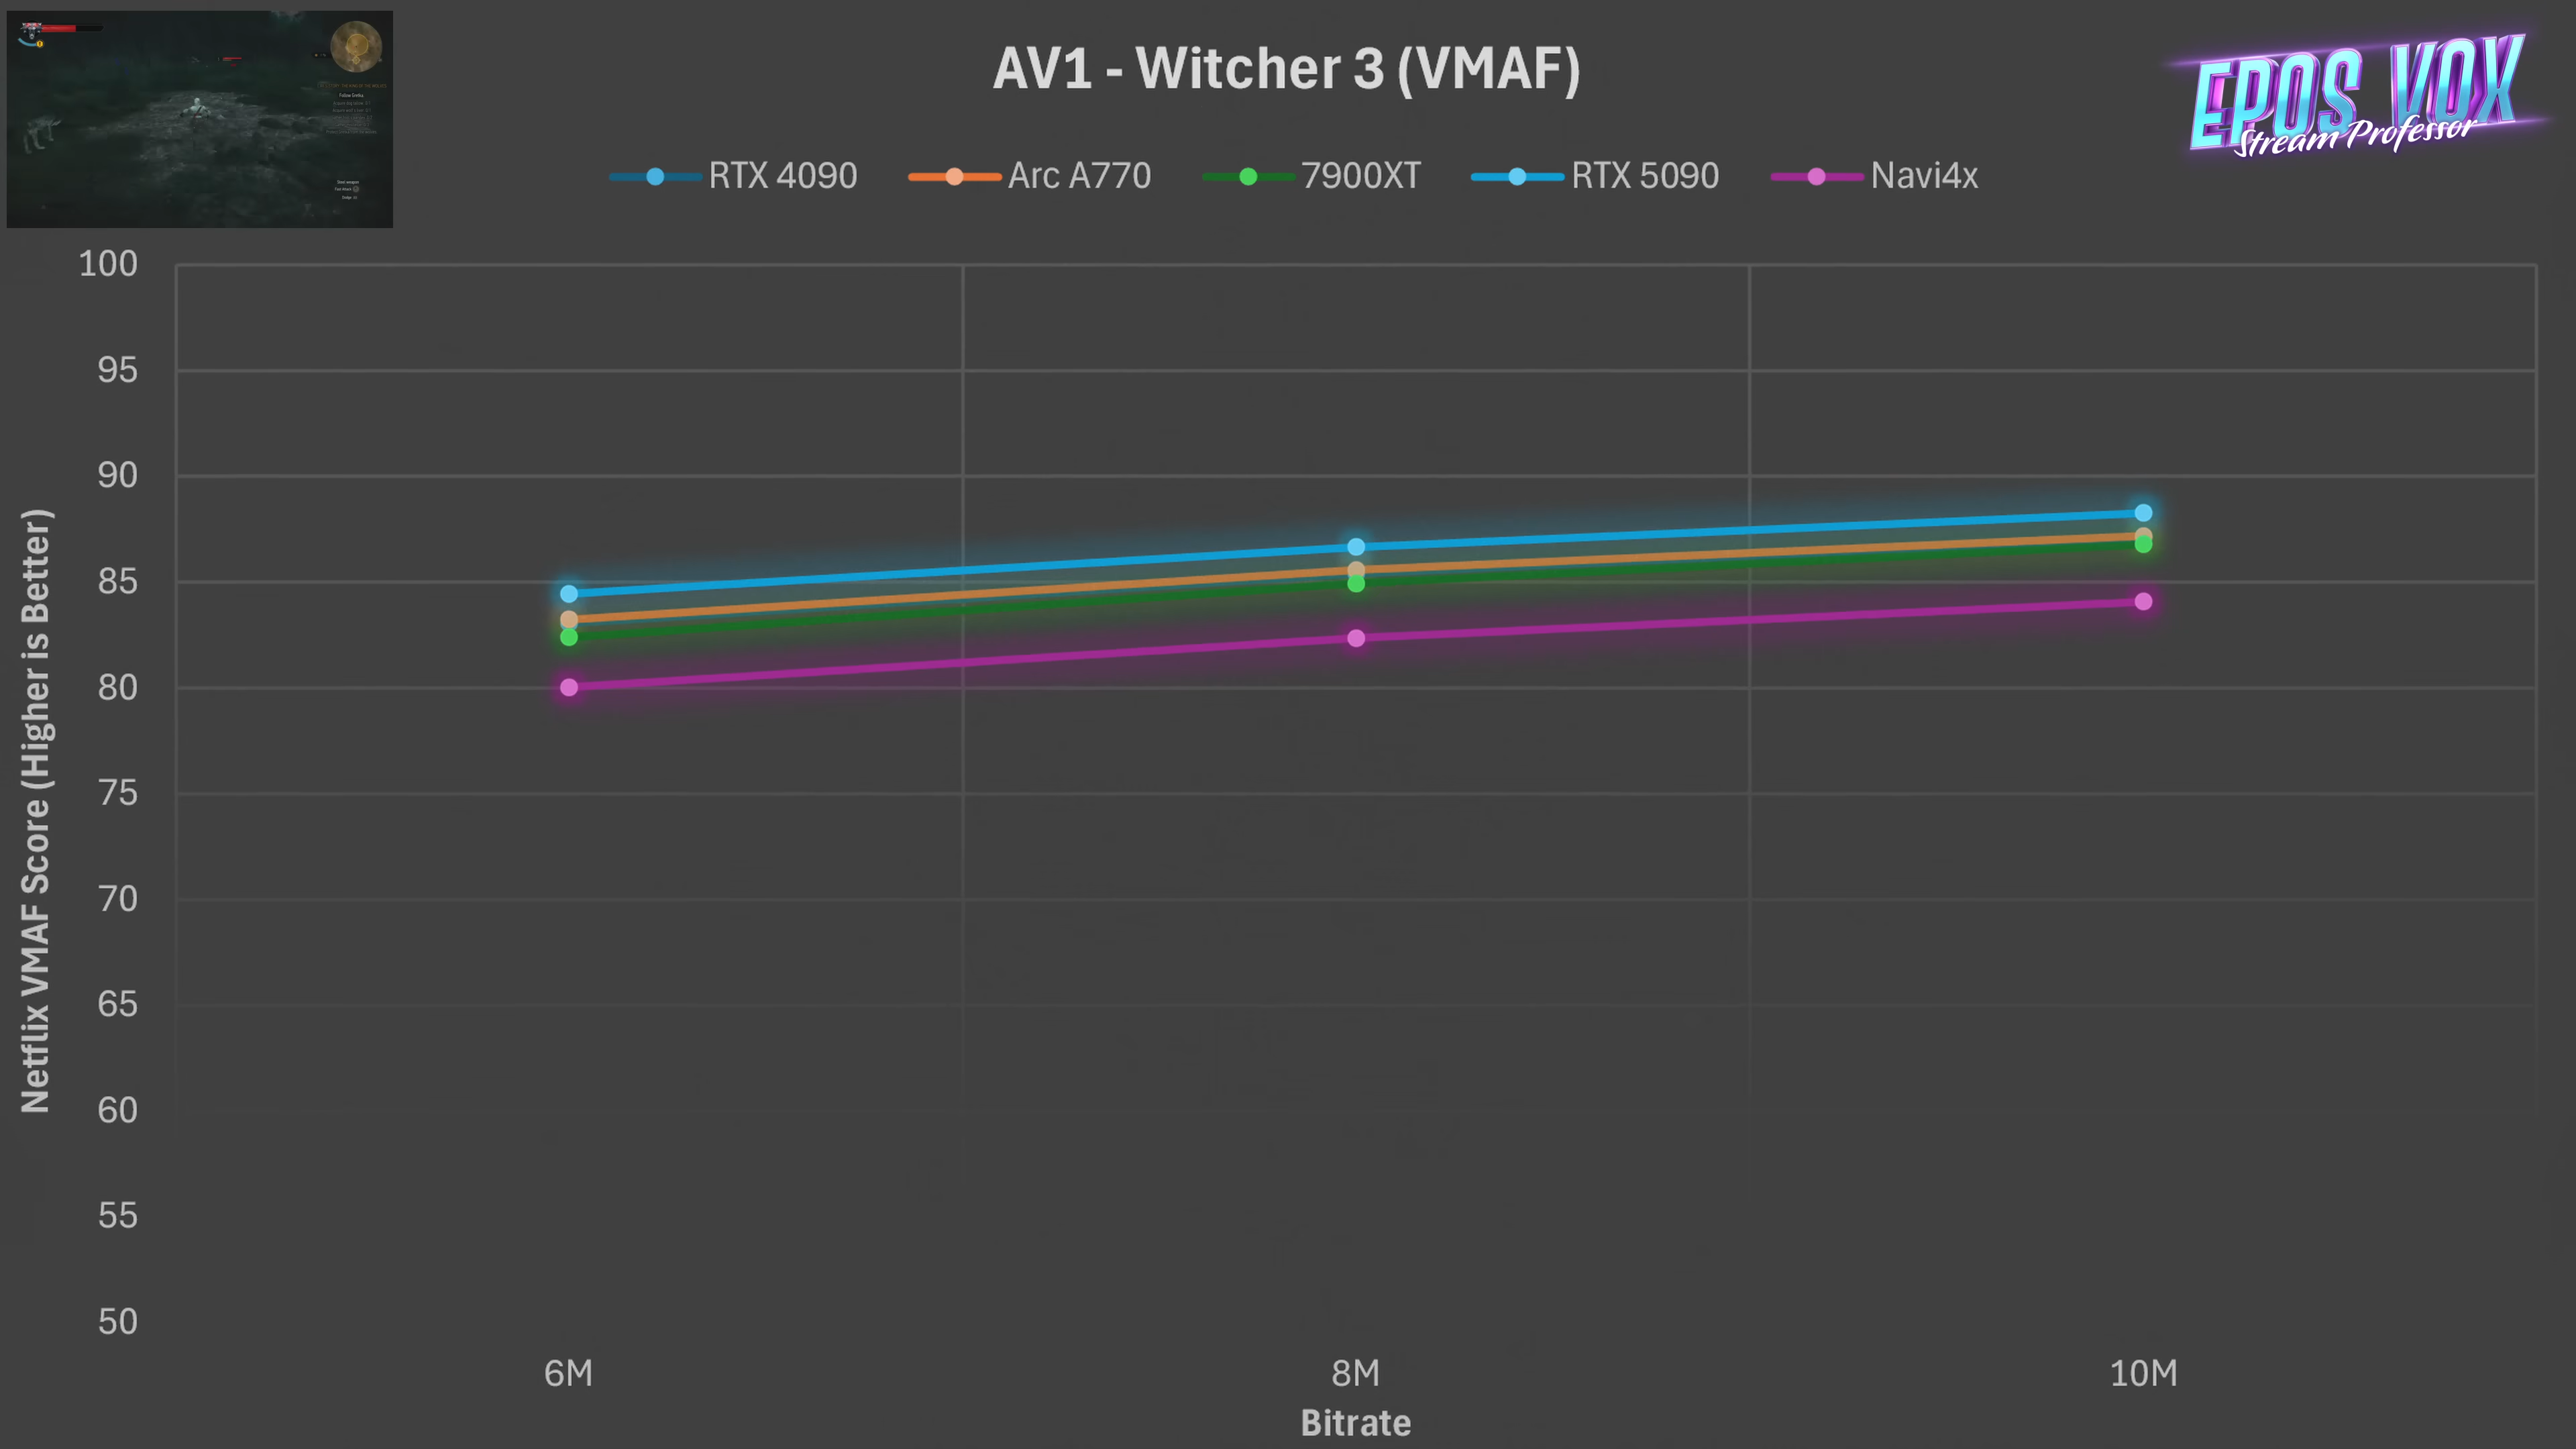 AV1 - Witcher 3 (VMAF)
EPOS VOX
Stream Professor
RTX 4090
Arc A770
7900XT
RTX 5090
Navi4x
Netflix VMAF Score (Higher is Better)
100
95
90
85
80
75
70
65
60
55
50
6M
8M
10M
Bitrate